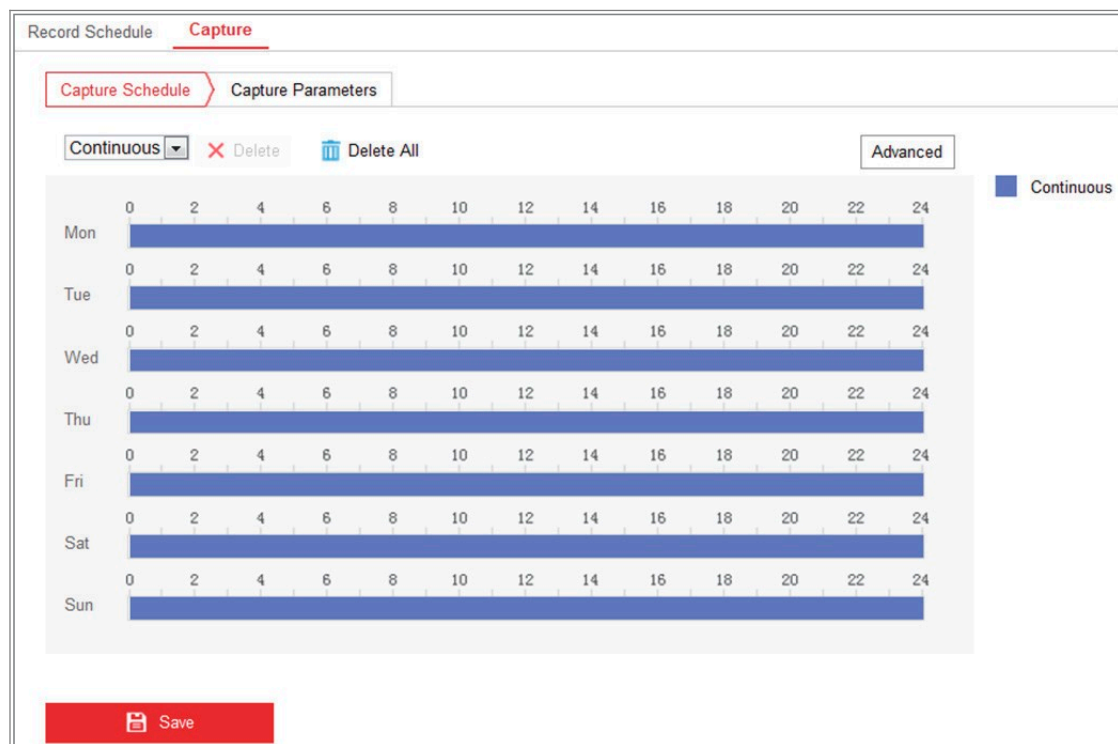 Record Schedule Capture
Capture Schedule Capture Parameters
Continuous Delete Delete All Advanced
Continuous
0 2 4 6 8 10 12 14 16 18 20 22 24
Mon
0 2 4 6 8 10 12 14 16 18 20 22 24
Tue
0 2 4 6 8 10 12 14 16 18 20 22 24
Wed
0 2 4 6 8 10 12 14 16 18 20 22 24
Thu
0 2 4 6 8 10 12 14 16 18 20 22 24
Fri
0 2 4 6 8 10 12 14 16 18 20 22 24
Sat
0 2 4 6 8 10 12 14 16 18 20 22 24
Sun
Save